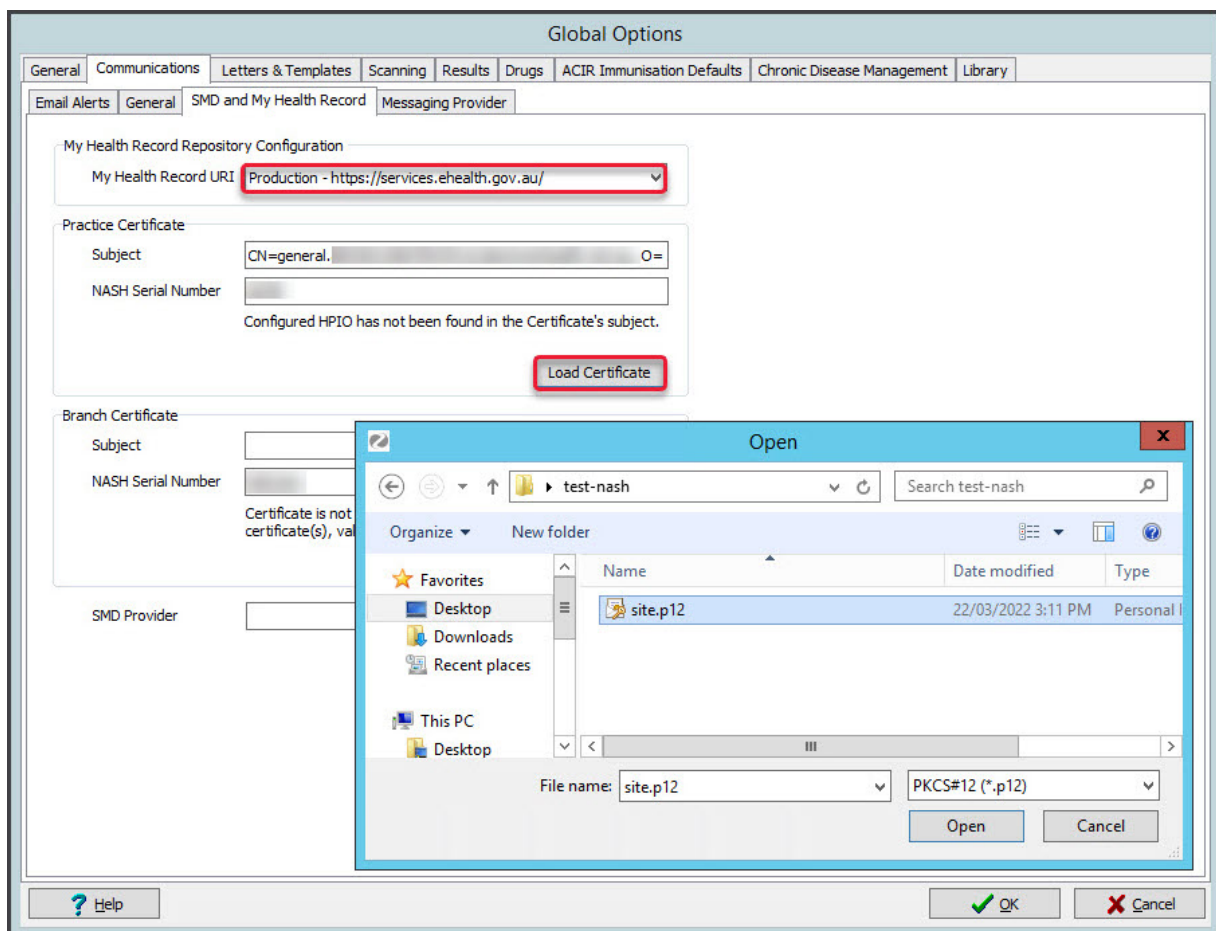 Global Options
General Communications Letters & Templates Scanning Results Drugs ACIR Immunisation Defaults Chronic Disease Management Library
Email Alerts General SMD and My Health Record Messaging Provider
My Health Record Repository Configuration
My Health Record URI Production - https://services.ehealth.gov.au/
Practice Certificate
Subject CN=general. O=
NASH Serial Number
Configured HPIO has not been found in the Certificate's subject.
Load Certificate
Branch Certificate
Subject
NASH Serial Number
Certificate is not
certificate(s), val
SMD Provider
Open
test-nash Search test-nash
Organize New folder
Name Date modified Type
Favorites
Desktop
Downloads
Recent places
This PC
Desktop
site.p12 22/03/2022 3:11 PM Personal I
File name: site.p12 PKCS#12 (*.p12)
Open Cancel
Help OK Cancel